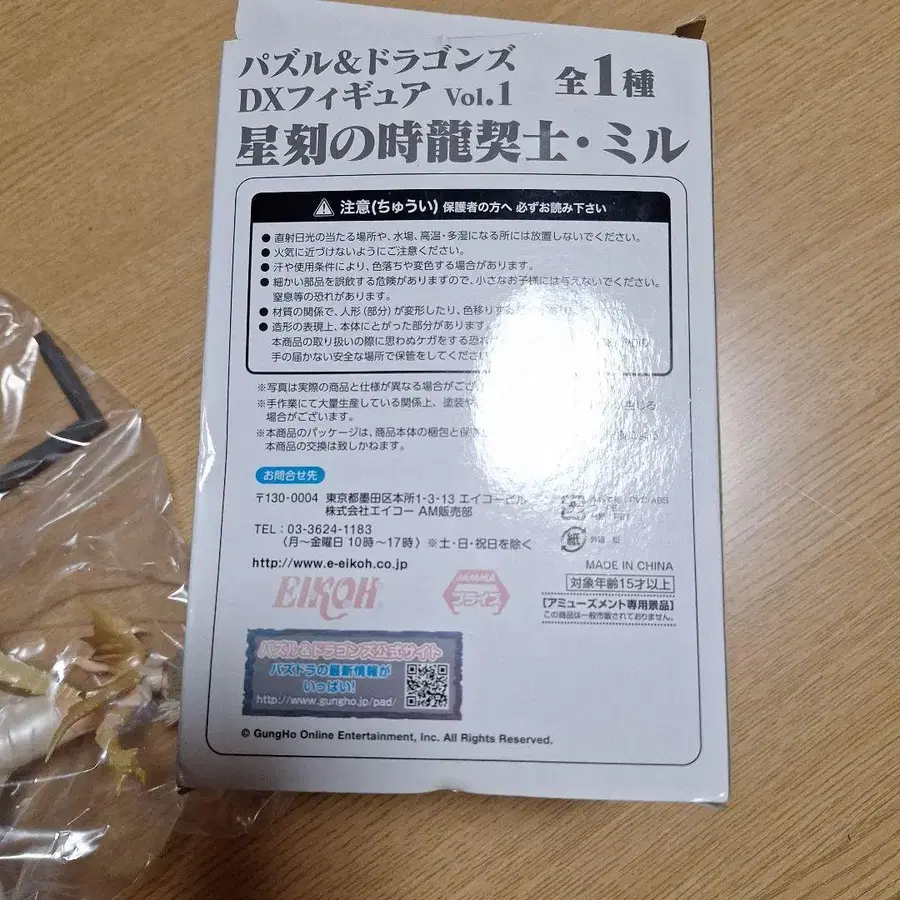 パズル&ドラゴンズ
DXフィギュア Vol.1
全1種
星刻の時龍契士・ミル
注意(ちゅうい) 保護者の方へ 必ずお読み下さい
●直射日光の当たる場所や、水場、高温・多湿になる所には放置しないでください。
●火気に近づけないようにご注意ください。
●汗や使用条件により、色落ちや変色する場合があります。
●細かい部品を誤飲する危険がありますので、小さなお子様には与えないでください。
窒息等の恐れがあります。
●材質の関係で、人形(部分)が変形したり、色移りする
●造形の表現上、本体にとがった部分があります
本商品の取り扱いの際に思わぬケガをする恐れ
手の届かない安全な場所で保管をしてください
※写真は実際の商品と仕様が異なる場合がござ
※手作業にて大量生産している関係上、塗装や
場合がございます。
※本商品のパッケージは、商品本体の梱包と保
本商品の交換は致しかねます。
お問合せ先
〒130-0004 東京都墨田区本所1-3-13 エイコービル
株式会社エイコー AM販売部
TEL:03-3624-1183
〈月~金曜日 10時~17時〉※土・日・祝日を除く
http://www.e-eikoh.co.jp
PVC・ABS
紙
外箱:紙
MADE IN CHINA
対象年齢15才以上
EIKOH
JAMMA
プライズ
【アミューズメント専用景品】
この商品は一般市販されておりません。
パズル&ドラゴンズ公式サイト
パズドラの最新情報が
いっぱい!
http://www.gungho.jp/pad/
© GungHo Online Entertainment, Inc. All Rights Reserved.